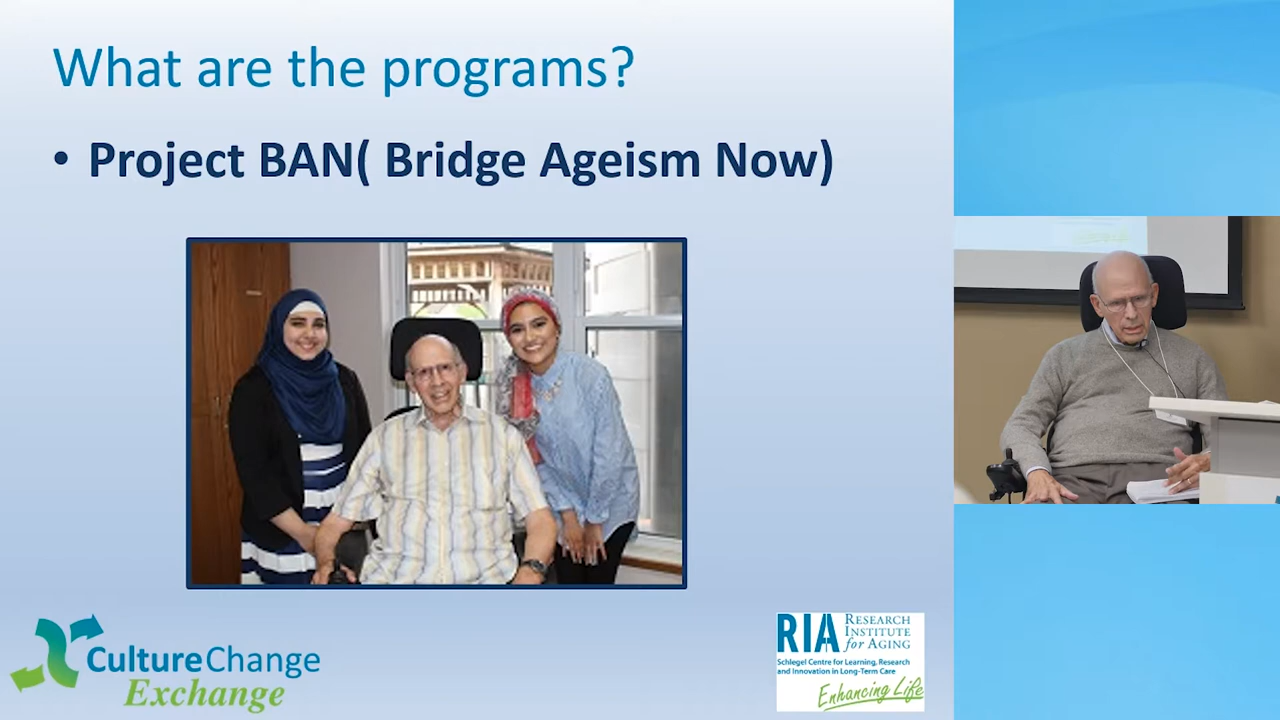 What are the programs?
• Project BAN( Bridge Ageism Now)
CultureChange
Exchange
RIA RESEARCH
INSTITUTE
for AGING
Schlegel Centre for Learning, Research
and Innovation in Long-Term Care
Enhancing Life